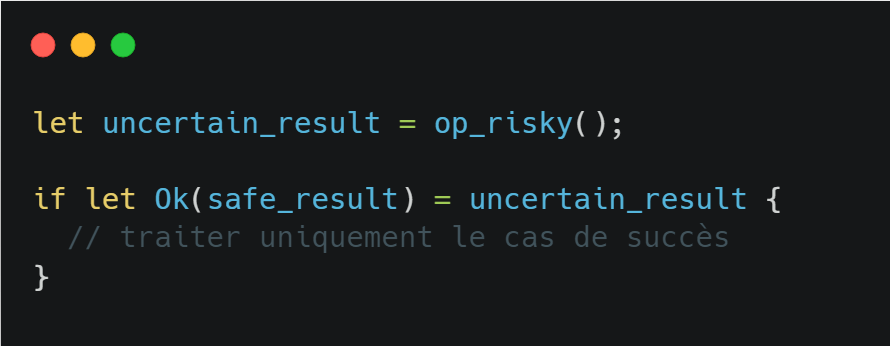 let uncertain_result = op_risky();
if let Ok(safe_result) = uncertain_result {
// traiter uniquement le cas de succès
}